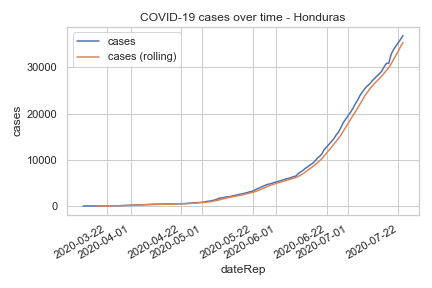 COVID-19 cases over time - Honduras
cases
cases (rolling)
30000
20000
10000
0
cases
2020-03-22
2020-04-01
2020-04-22
2020-05-01
2020-05-22
2020-06-01
2020-06-22
2020-07-01
2020-07-22
dateRep